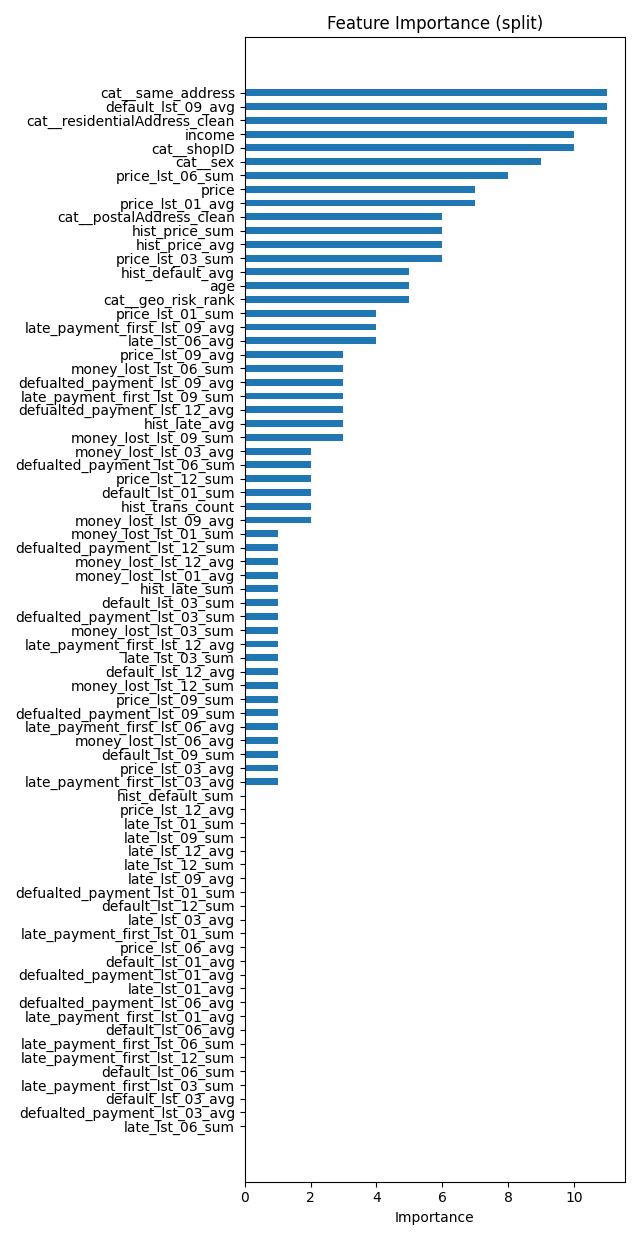 Feature Importance (split)
cat__same_address
default_lst_09_avg
cat__residentialAddress_clean
income
cat__shopID
cat__sex
price_lst_06_sum
price
price_lst_01_avg
cat__postalAddress_clean
hist_price_sum
hist_price_avg
price_lst_03_sum
hist_default_avg
age
cat__geo_risk_rank
price_lst_01_sum
late_payment_first_lst_09_avg
late_lst_06_avg
price_lst_09_avg
money_lost_lst_06_sum
defualted_payment_lst_09_avg
late_payment_first_lst_09_sum
defualted_payment_lst_12_avg
hist_late_avg
money_lost_lst_09_sum
money_lost_lst_03_avg
defualted_payment_lst_06_sum
price_lst_12_sum
default_lst_01_sum
hist_trans_count
money_lost_lst_09_avg
money_lost_lst_01_sum
defualted_payment_lst_12_sum
money_lost_lst_12_avg
money_lost_lst_01_avg
hist_late_sum
default_lst_03_sum
defualted_payment_lst_03_sum
money_lost_lst_03_sum
late_payment_first_lst_12_avg
late_lst_03_sum
default_lst_12_avg
money_lost_lst_12_sum
price_lst_09_sum
defualted_payment_lst_09_sum
late_payment_first_lst_06_avg
money_lost_lst_06_avg
default_lst_09_sum
price_lst_03_avg
late_payment_first_lst_03_avg
hist_default_sum
price_lst_12_avg
late_lst_01_sum
late_lst_09_sum
late_lst_12_avg
late_lst_12_sum
late_lst_09_avg
defualted_payment_lst_01_sum
default_lst_12_sum
late_lst_03_avg
late_payment_first_lst_01_sum
price_lst_06_avg
default_lst_01_avg
defualted_payment_lst_01_avg
late_lst_01_avg
defualted_payment_lst_06_avg
late_payment_first_lst_01_avg
default_lst_06_avg
late_payment_first_lst_06_sum
late_payment_first_lst_12_sum
default_lst_06_sum
late_payment_first_lst_03_sum
default_lst_03_avg
defualted_payment_lst_03_avg
late_lst_06_sum
0 2 4 6 8 10
Importance